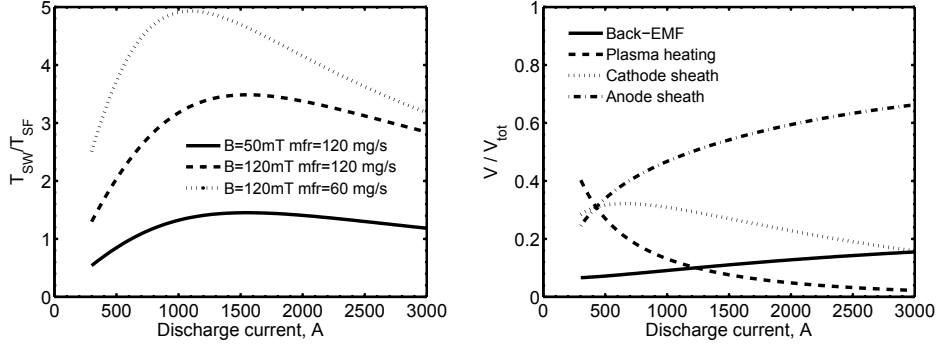 5
4
3
2
1
0
T_SW/T_SF
B=50mT mfr=120 mg/s
B=120mT mfr=120 mg/s
B=120mT mfr=60 mg/s
0 500 1000 1500 2000 2500 3000
Discharge current, A
1
0.8
0.6
0.4
0.2
0
V / V_tot
Back−EMF
Plasma heating
Cathode sheath
Anode sheath
0 500 1000 1500 2000 2500 3000
Discharge current, A